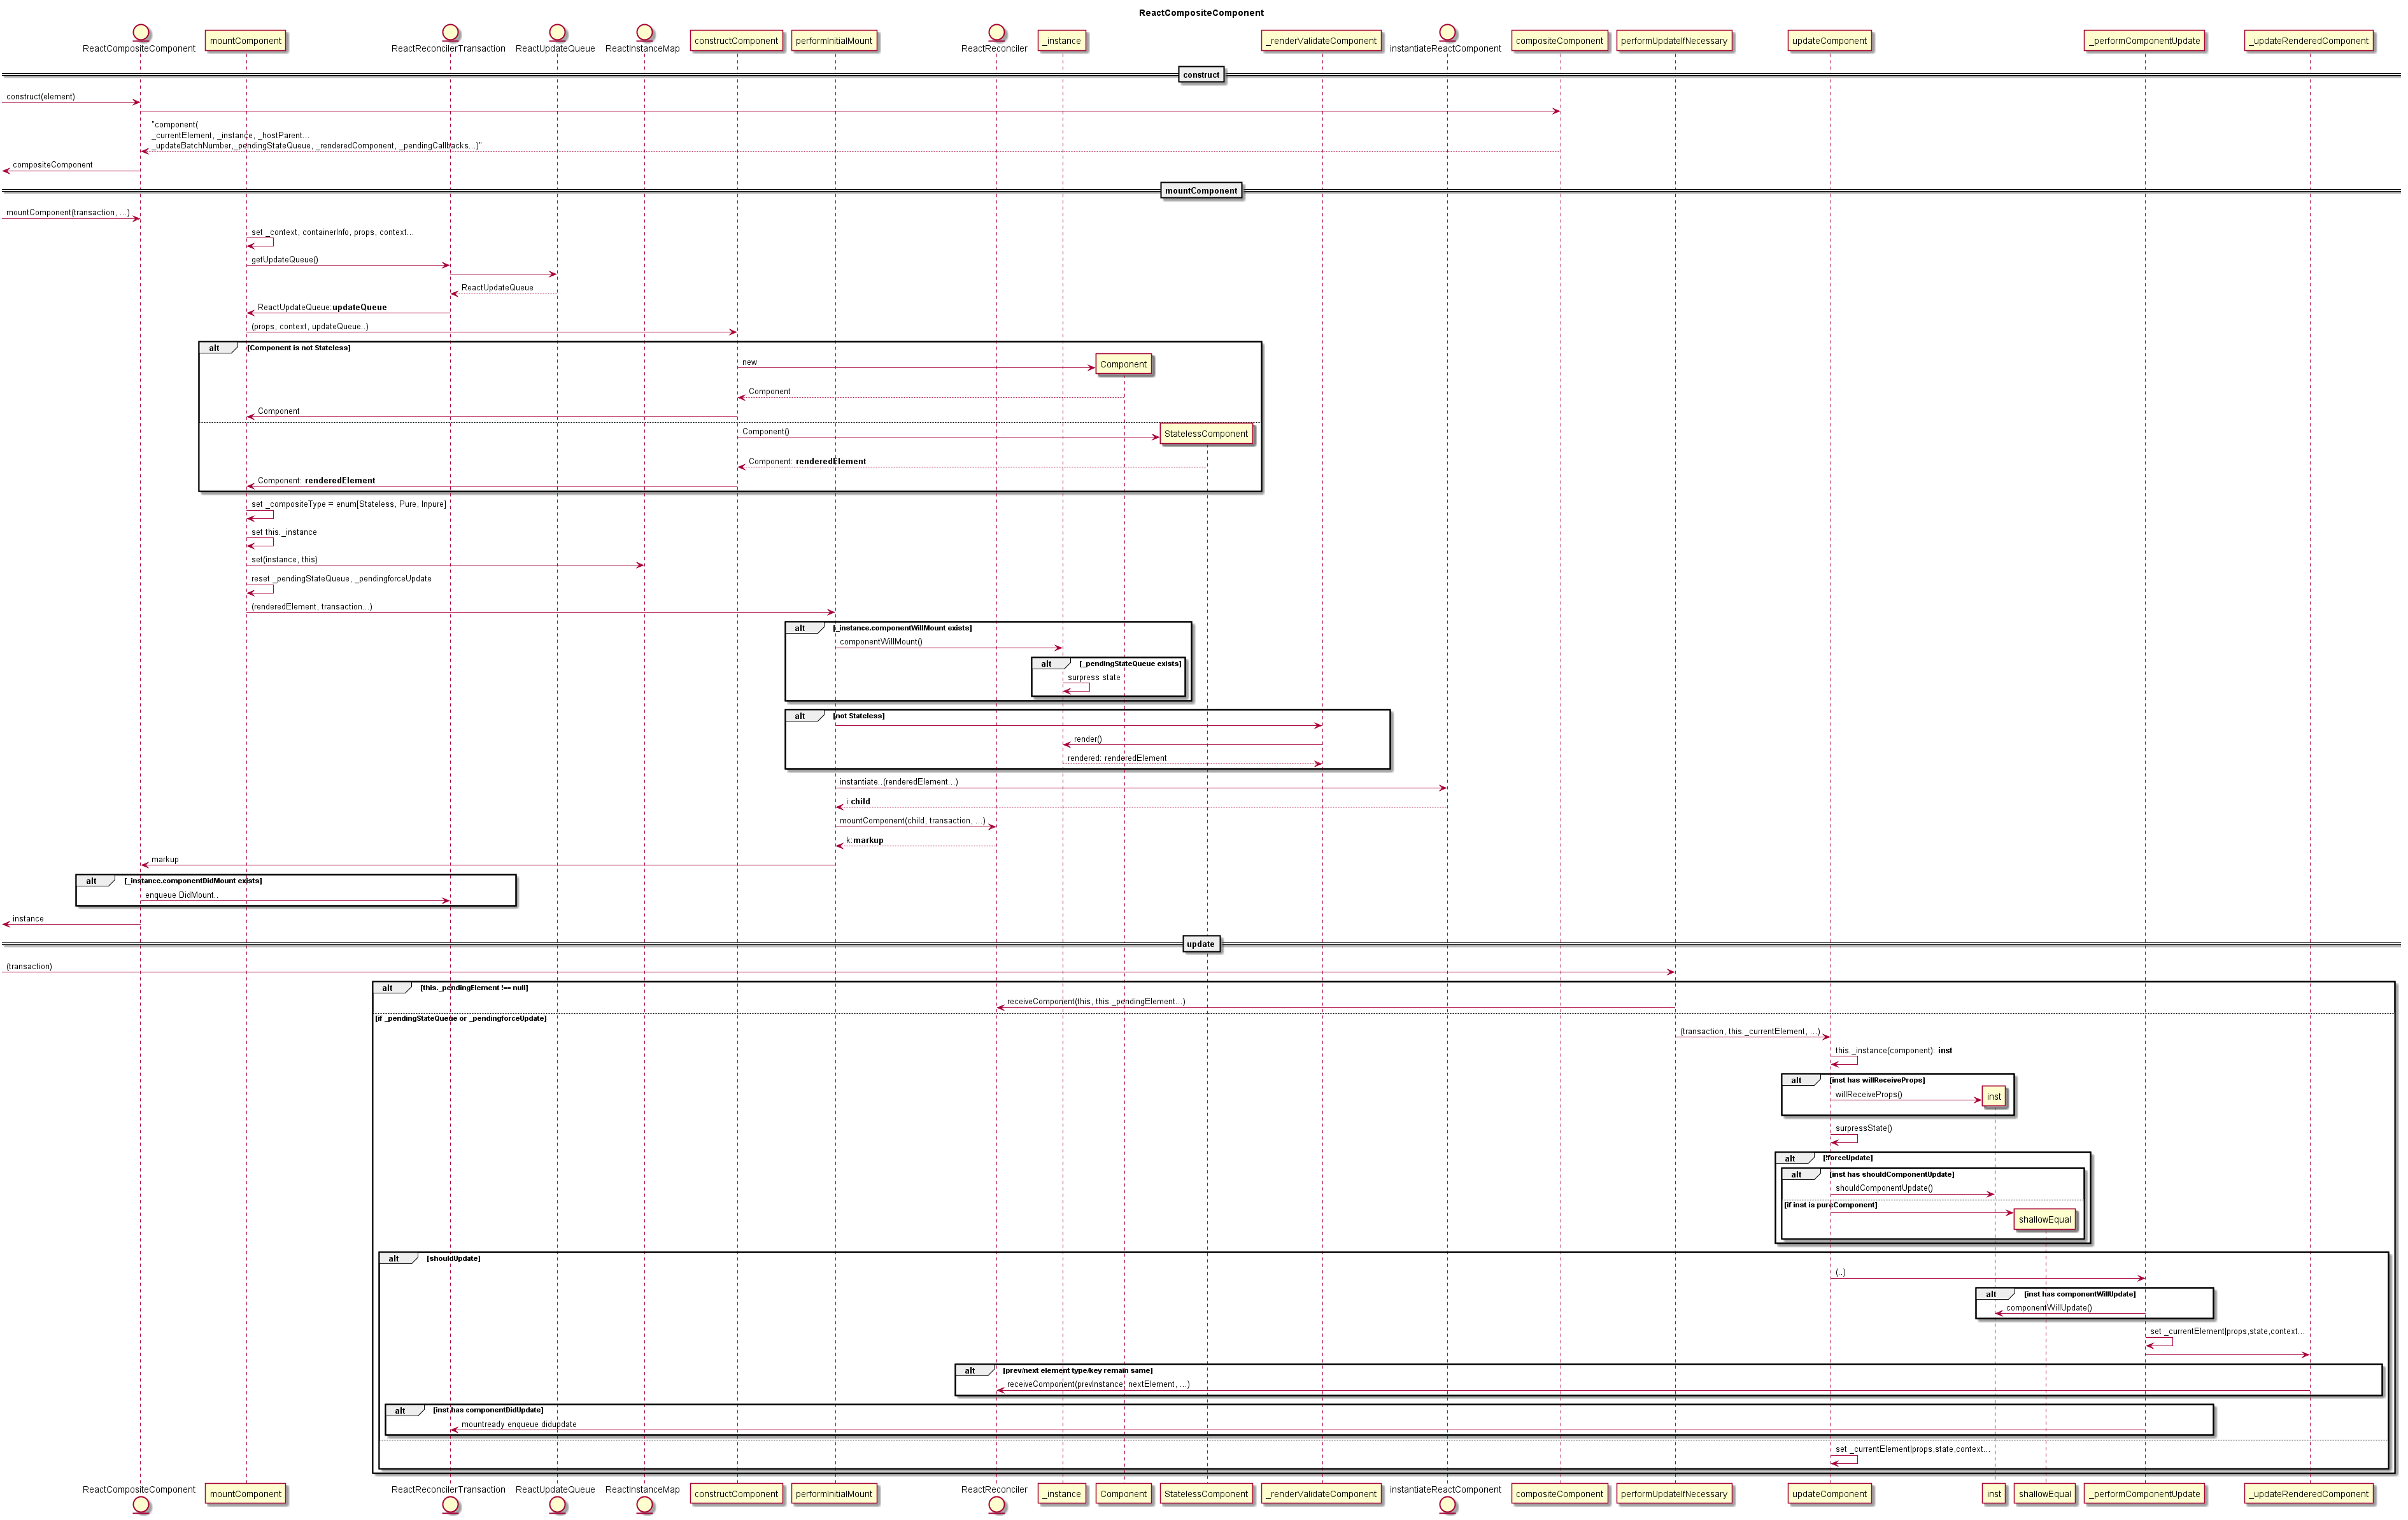 ReactCompositeComponent
ReactCompositeComponent
mountComponent
ReactReconcilerTransaction
ReactUpdateQueue
ReactInstanceMap
constructComponent
performInitialMount
ReactReconciler
_instance
_renderValidateComponent
instantiateReactComponent
compositeComponent
performUpdateIfNecessary
updateComponent
_performComponentUpdate
_updateRenderedComponent
construct
construct(element)
"component(
_currentElement, _instance, _hostParent...
_updateBatchNumber,_pendingStateQueue, _renderedComponent, _pendingCallbacks...)"
compositeComponent
mountComponent
mountComponent(transaction, ...)
set _context, containerInfo, props, context...
getUpdateQueue()
ReactUpdateQueue
ReactUpdateQueue:updateQueue
(props, context, updateQueue..)
alt [Component is not Stateless]
new
Component
Component
Component
Component()
StatelessComponent
Component: renderedElement
Component: renderedElement
set _compositeType = enum[Stateless, Pure, Inpure]
set this._instance
set(instance, this)
reset _pendingStateQueue, _pendingforceUpdate
(renderedElement, transaction...)
alt [_instance.componentWillMount exists]
componentWillMount()
alt [_pendingStateQueue exists]
surpress state
alt [not Stateless]
render()
rendered: renderedElement
instantiate..(renderedElement...)
i:child
mountComponent(child, transaction, ...)
k:markup
markup
alt [_instance.componentDidMount exists]
enqueue DidMount..
instance
update
(transaction)
alt [this._pendingElement !== null]
receiveComponent(this, this._pendingElement...)
[if _pendingStateQueue or _pendingforceUpdate]
(transaction, this._currentElement, ...)
this._instance(component): inst
alt [inst has willReceiveProps]
willReceiveProps()
inst
surpressState()
alt [!forceUpdate]
alt [inst has shouldComponentUpdate]
shouldComponentUpdate()
[if inst is pureComponent]
shallowEqual
alt [shouldUpdate]
(..)
alt [inst has componentWillUpdate]
componentWillUpdate()
set _currentElement|props,state,context...
alt [prev/next element type/key remain same]
receiveComponent(prevInstance, nextElement, ...)
alt [inst has componentDidUpdate]
mountready enqueue didupdate
set _currentElement|props,state,context...
ReactCompositeComponent
mountComponent
ReactReconcilerTransaction
ReactUpdateQueue
ReactInstanceMap
constructComponent
performInitialMount
ReactReconciler
_instance
Component
StatelessComponent
_renderValidateComponent
instantiateReactComponent
compositeComponent
performUpdateIfNecessary
updateComponent
inst
shallowEqual
_performComponentUpdate
_updateRenderedComponent